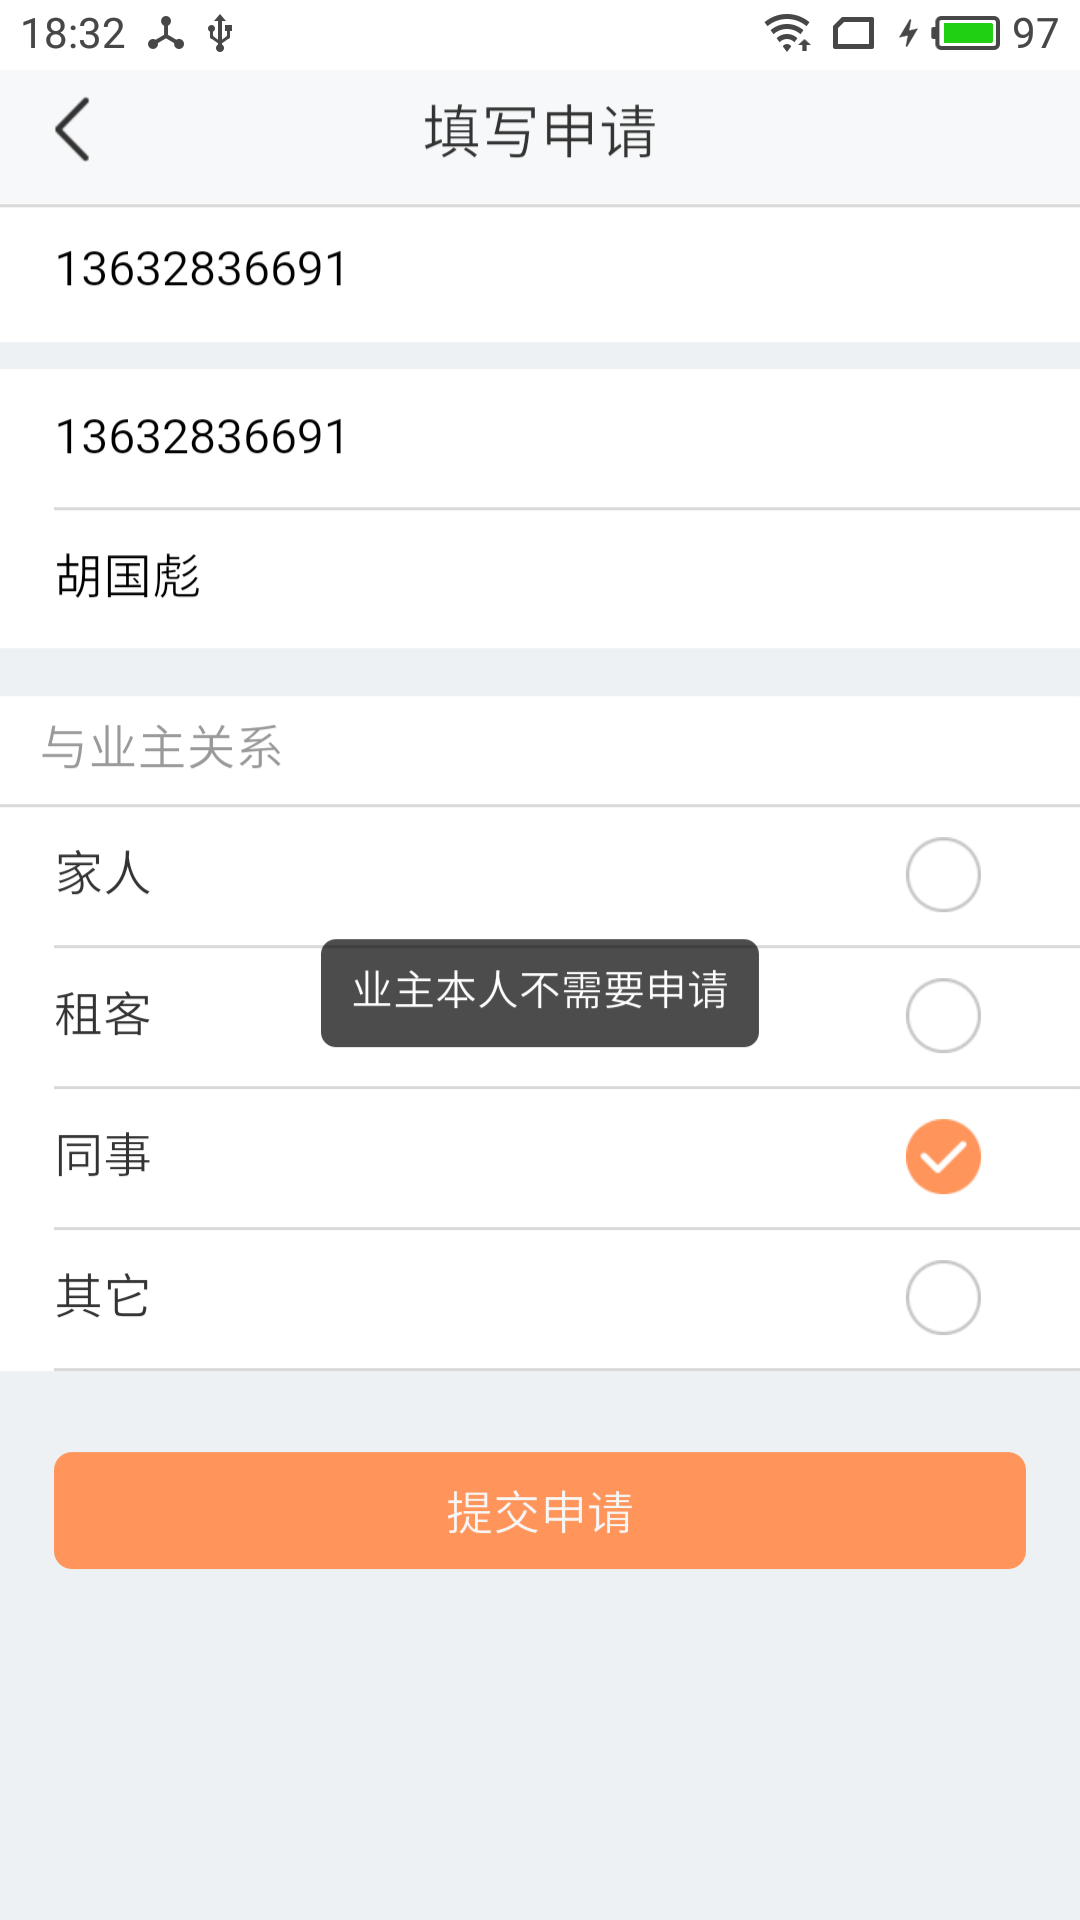 18:32 97
填写申请
13632836691
13632836691
胡国彪
与业主关系
家人
租客
业主本人不需要申请
同事
其它
提交申请